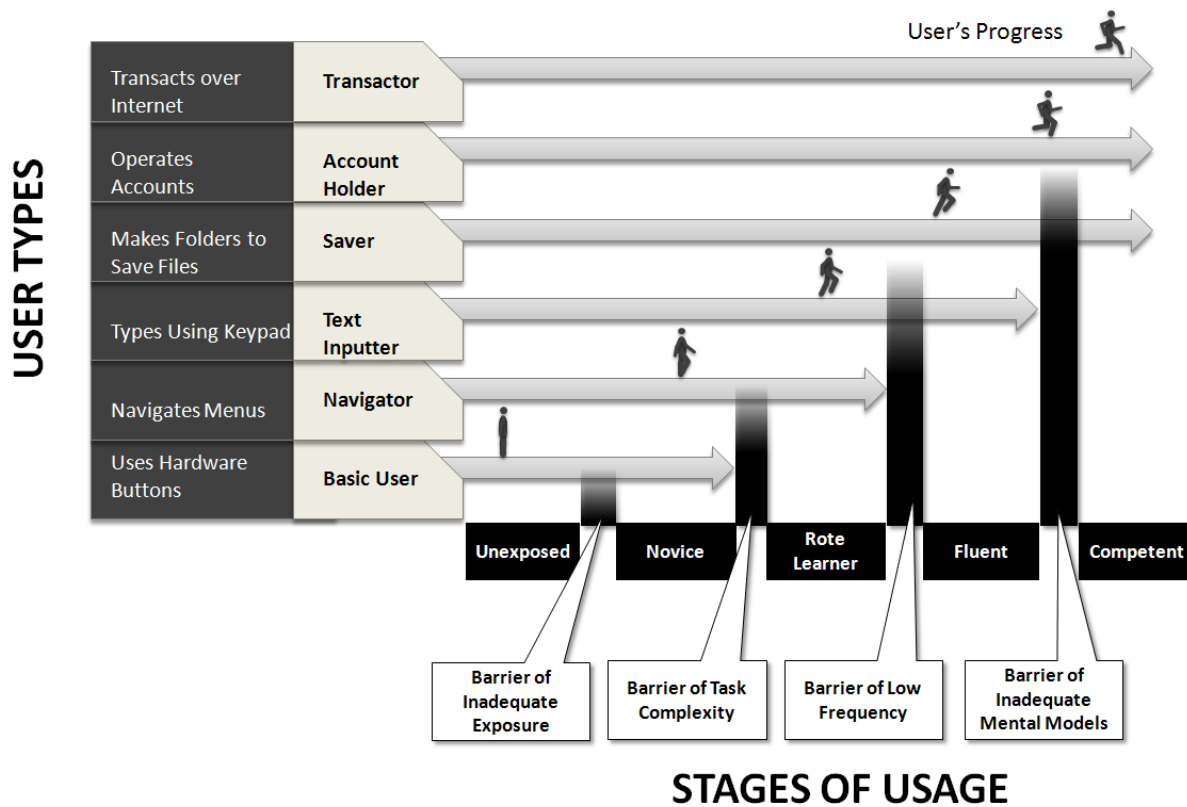 User's Progress
USER TYPES
Transacts over
Internet
Transactor
Operates
Accounts
Account
Holder
Makes Folders to
Save Files
Saver
Types Using Keypad
Text
Inputter
Navigates Menus
Navigator
Uses Hardware
Buttons
Basic User
Unexposed
Novice
Rote
Learner
Fluent
Competent
Barrier of
Inadequate
Exposure
Barrier of Task
Complexity
Barrier of Low
Frequency
Barrier of
Inadequate
Mental Models
STAGES OF USAGE